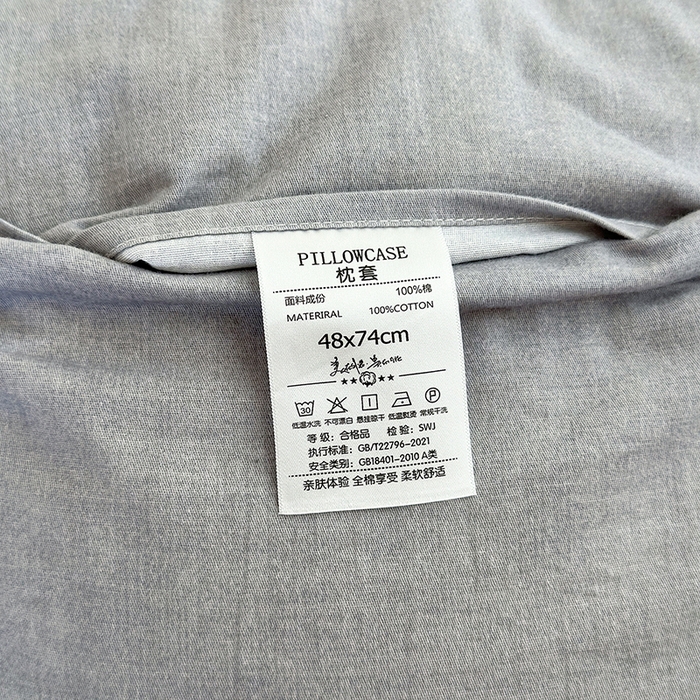 PILLOWCASE
枕套
面料成份 100%棉
MATERIRAL 100%COTTON
48x74cm
30 P
低温水洗 不可漂白 悬挂晾干 低温熨烫 常规干洗
等 级：合格品 检 验：SWJ
执行标准：GB/T22796-2021
安全类别：GB18401-2010 A类
亲肤体验 全棉享受 柔软舒适